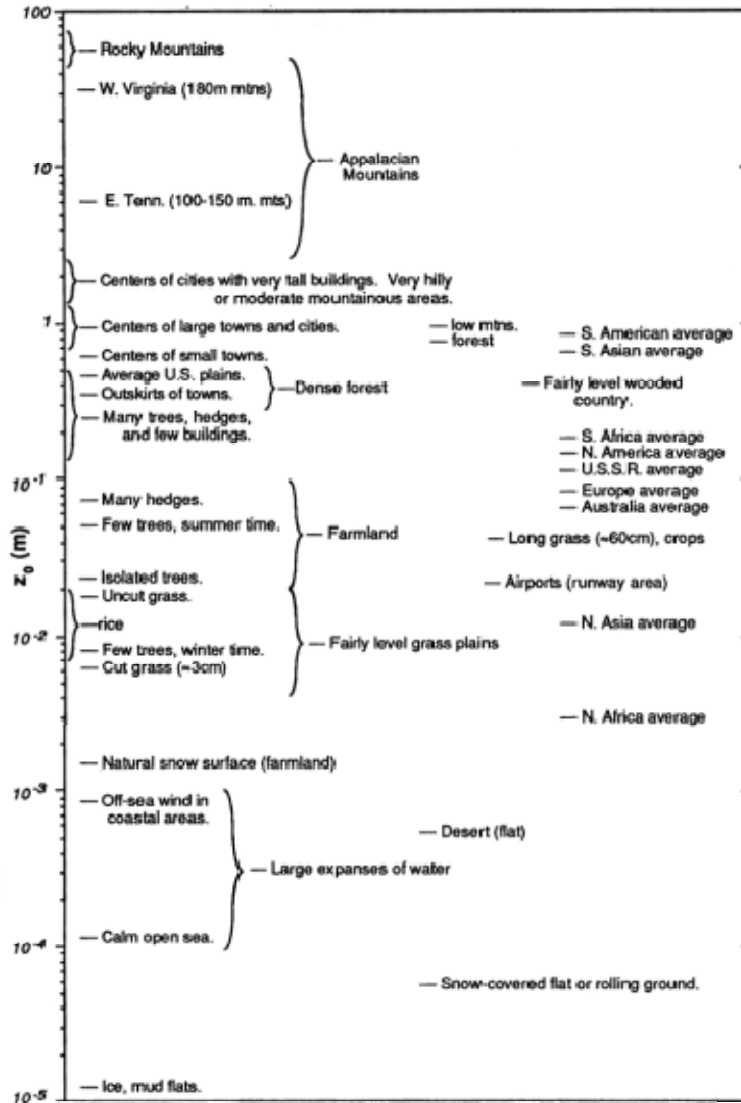 100
Rocky Mountains
W. Virginia (180m mtns)
Appalacian
Mountains
10
E. Tenn. (100-150 m. mts)
Centers of cities with very tall buildings. Very hilly
or moderate mountainous areas.
1
Centers of large towns and cities.
low mtns.
forest
S. American average
S. Asian average
Centers of small towns.
Average U.S. plains.
Outskirts of towns.
Dense forest
Fairly level wooded
country.
Many trees, hedges,
and few buildings.
S. Africa average
N. America average
U.S.S.R. average
Europe average
Australia average
10-1
Many hedges.
Few trees, summer time.
Farmland
Long grass (≈60cm), crops
z0 (m)
Isolated trees.
Uncut grass.
Airports (runway area)
rice
N. Asia average
10-2
Few trees, winter time.
Cut grass (≈3cm)
Fairly level grass plains
N. Africa average
Natural snow surface (farmland)
10-3
Off-sea wind in
coastal areas.
Desert (flat)
Large expanses of water
Calm open sea.
10-4
Snow-covered flat or rolling ground.
Ice, mud flats.
10-5